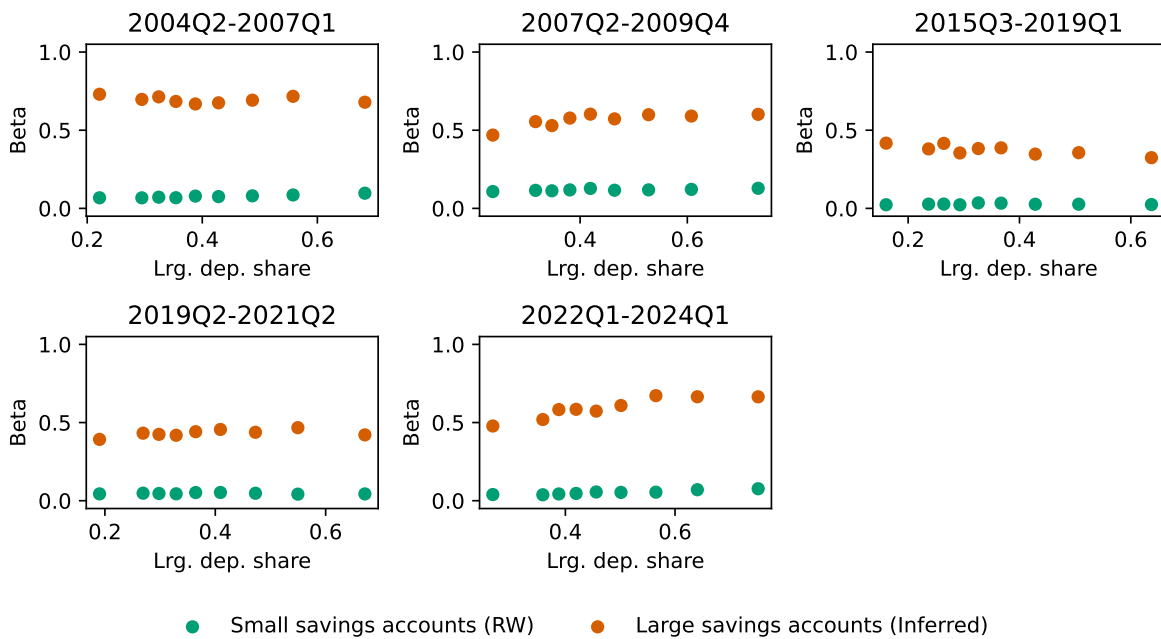 2004Q2-2007Q1
1.0
0.5
0.0
Beta
0.2 0.4 0.6
Lrg. dep. share
2007Q2-2009Q4
1.0
0.5
0.0
Beta
0.4 0.6
Lrg. dep. share
2015Q3-2019Q1
1.0
0.5
0.0
Beta
0.2 0.4 0.6
Lrg. dep. share
2019Q2-2021Q2
1.0
0.5
0.0
Beta
0.2 0.4 0.6
Lrg. dep. share
2022Q1-2024Q1
1.0
0.5
0.0
Beta
0.4 0.6
Lrg. dep. share
Small savings accounts (RW) Large savings accounts (Inferred)